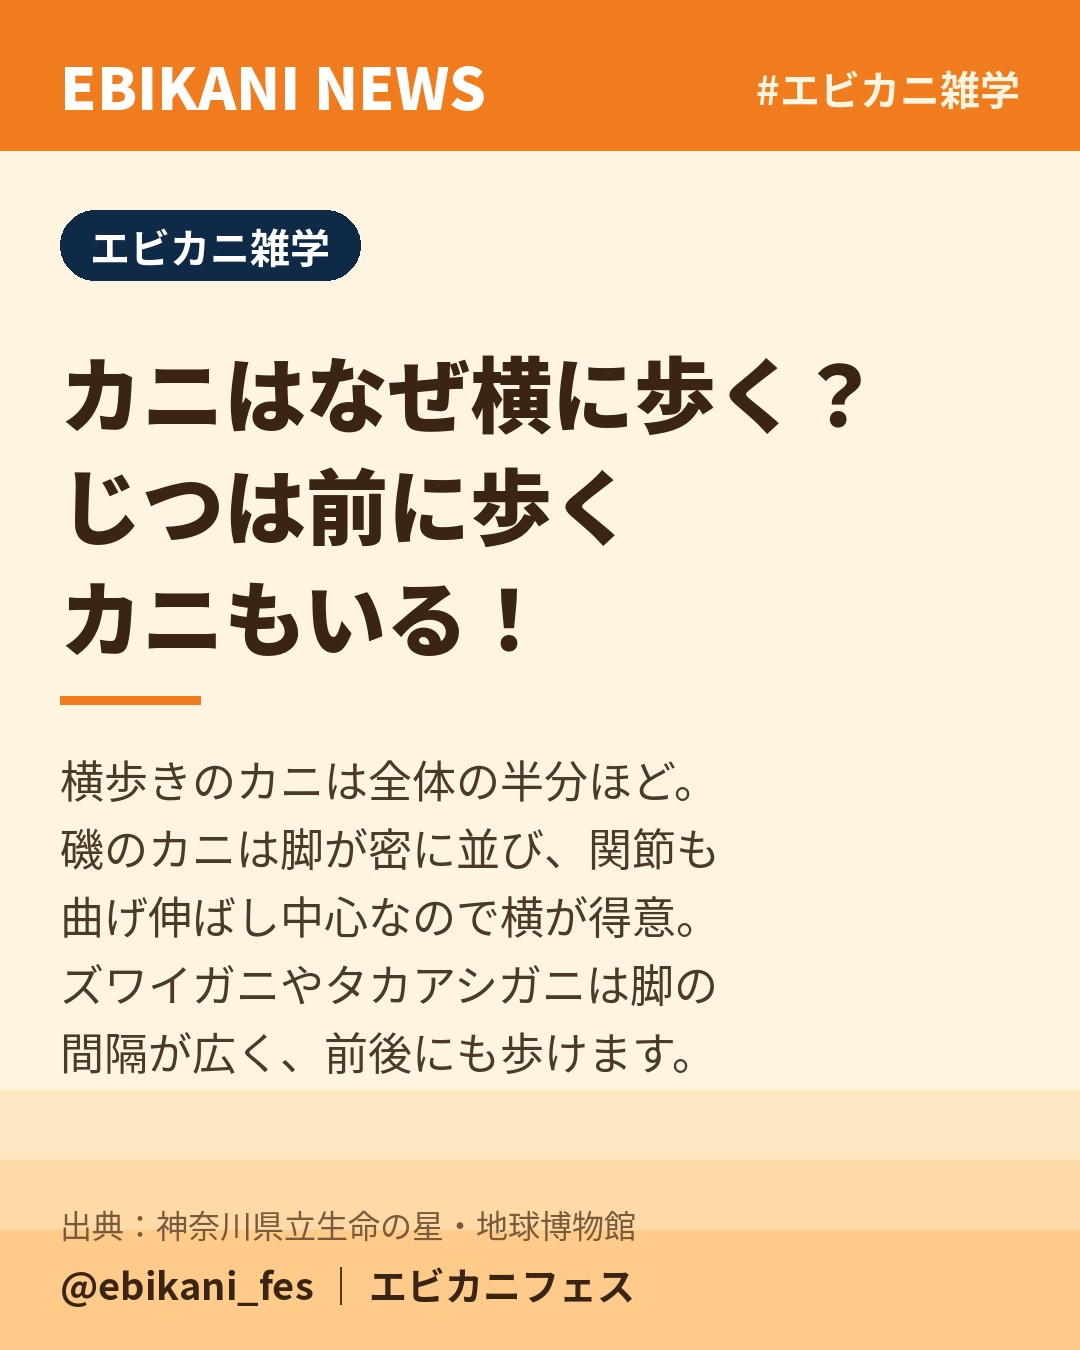 EBIKANI NEWS
#エビカニ雑学
エビカニ雑学
カニはなぜ横に歩く？
じつは前に歩く
カニもいる！
横歩きのカニは全体の半分ほど。
磯のカニは脚が密に並び、関節も
曲げ伸ばし中心なので横が得意。
ズワイガニやタカアシガニは脚の
間隔が広く、前後にも歩けます。
出典：神奈川県立生命の星・地球博物館
@ebikani_fes ｜ エビカニフェス